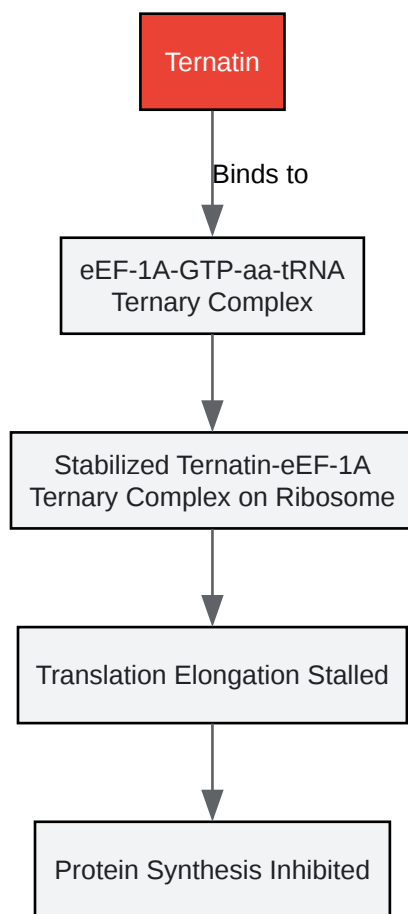 Ternatin
Binds to
eEF-1A-GTP-aa-tRNA
Ternary Complex
Stabilized Ternatin-eEF-1A
Ternary Complex on Ribosome
Translation Elongation Stalled
Protein Synthesis Inhibited